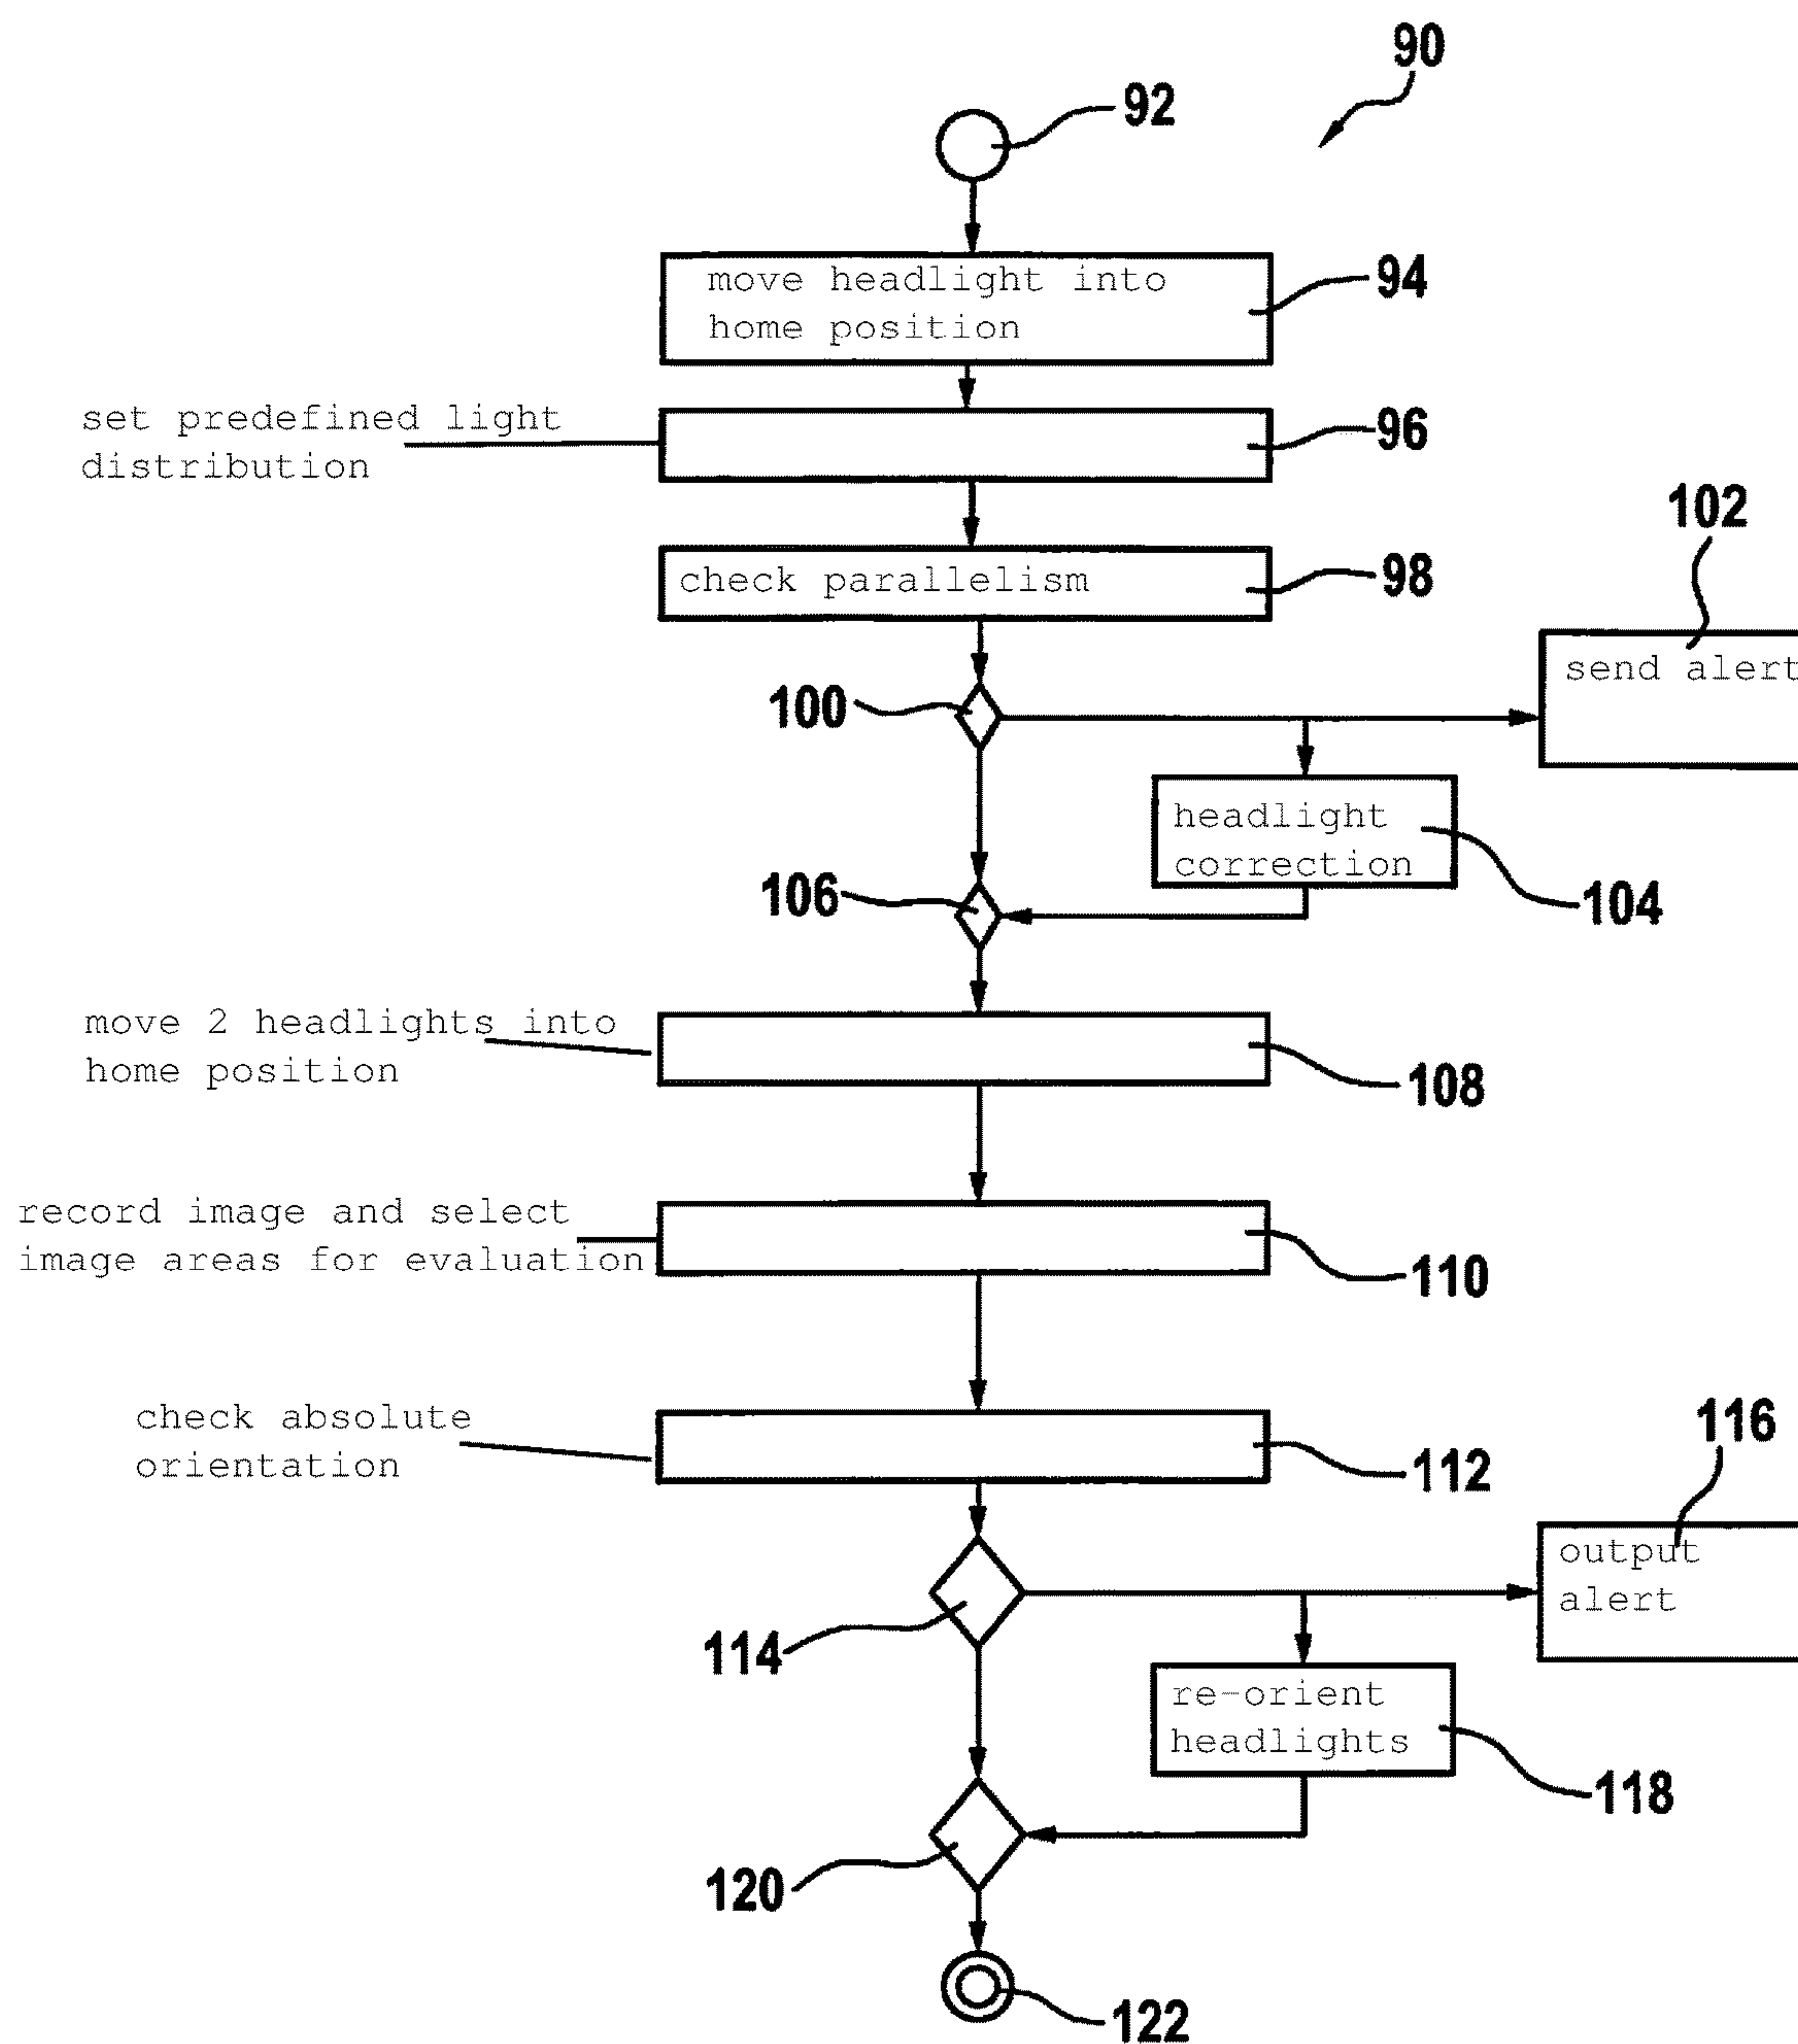 90
92
move headlight into
home position
94
set predefined light
distribution
96
check parallelism
98
102
send alert
100
headlight
correction
104
106
move 2 headlights into
home position
108
record image and select
image areas for evaluation
110
check absolute
orientation
112
116
output
alert
114
re-orient
headlights
118
120
122